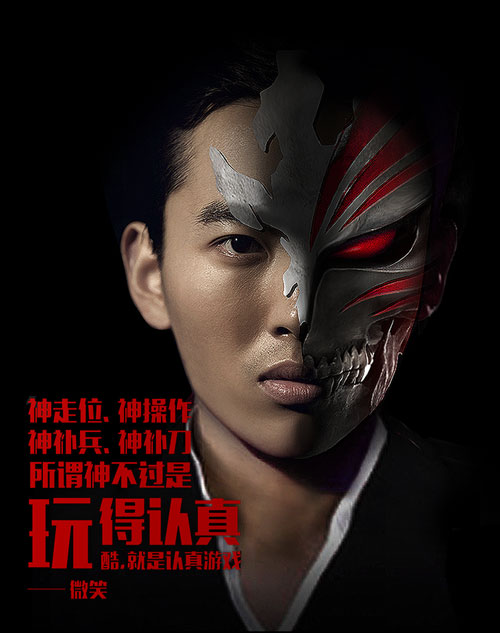 神走位、神操作
神补兵、神补刀
所谓神不过是
玩得认真
酷,就是认真游戏
——微笑